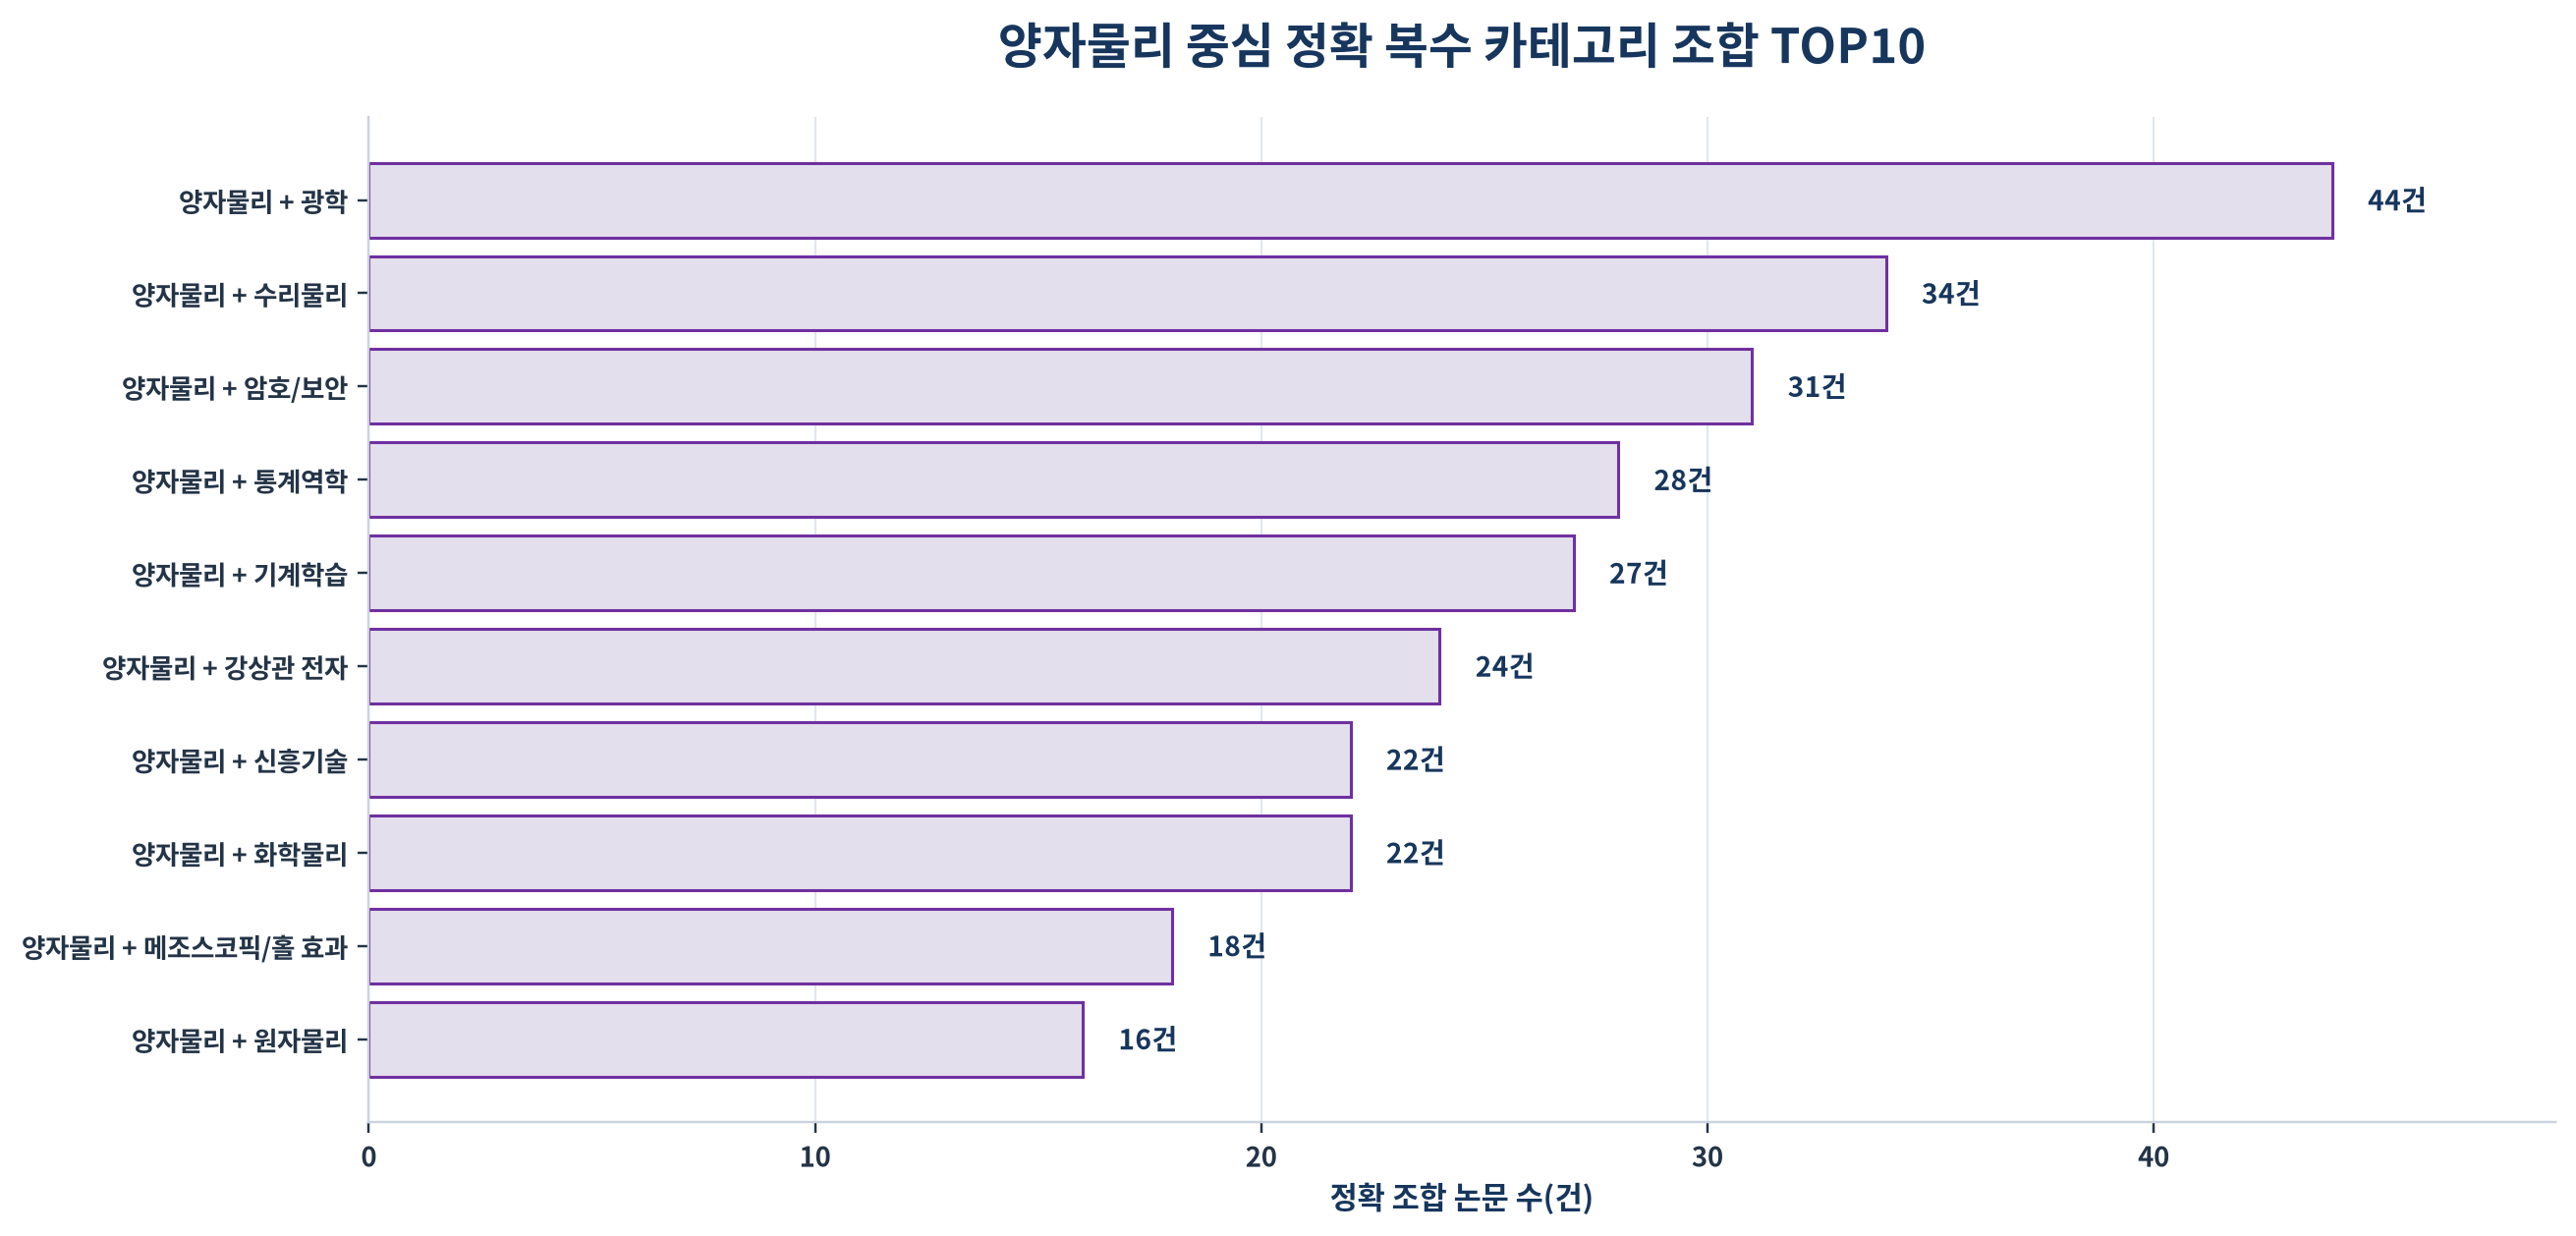 양자물리 중심 정확 복수 카테고리 조합 TOP10
양자물리 + 광학
44건
양자물리 + 수리물리
34건
양자물리 + 암호/보안
31건
양자물리 + 통계역학
28건
양자물리 + 기계학습
27건
양자물리 + 강상관 전자
24건
양자물리 + 신흥기술
22건
양자물리 + 화학물리
22건
양자물리 + 메조스코픽/홀 효과
18건
양자물리 + 원자물리
16건
0 10 20 30 40
정확 조합 논문 수(건)